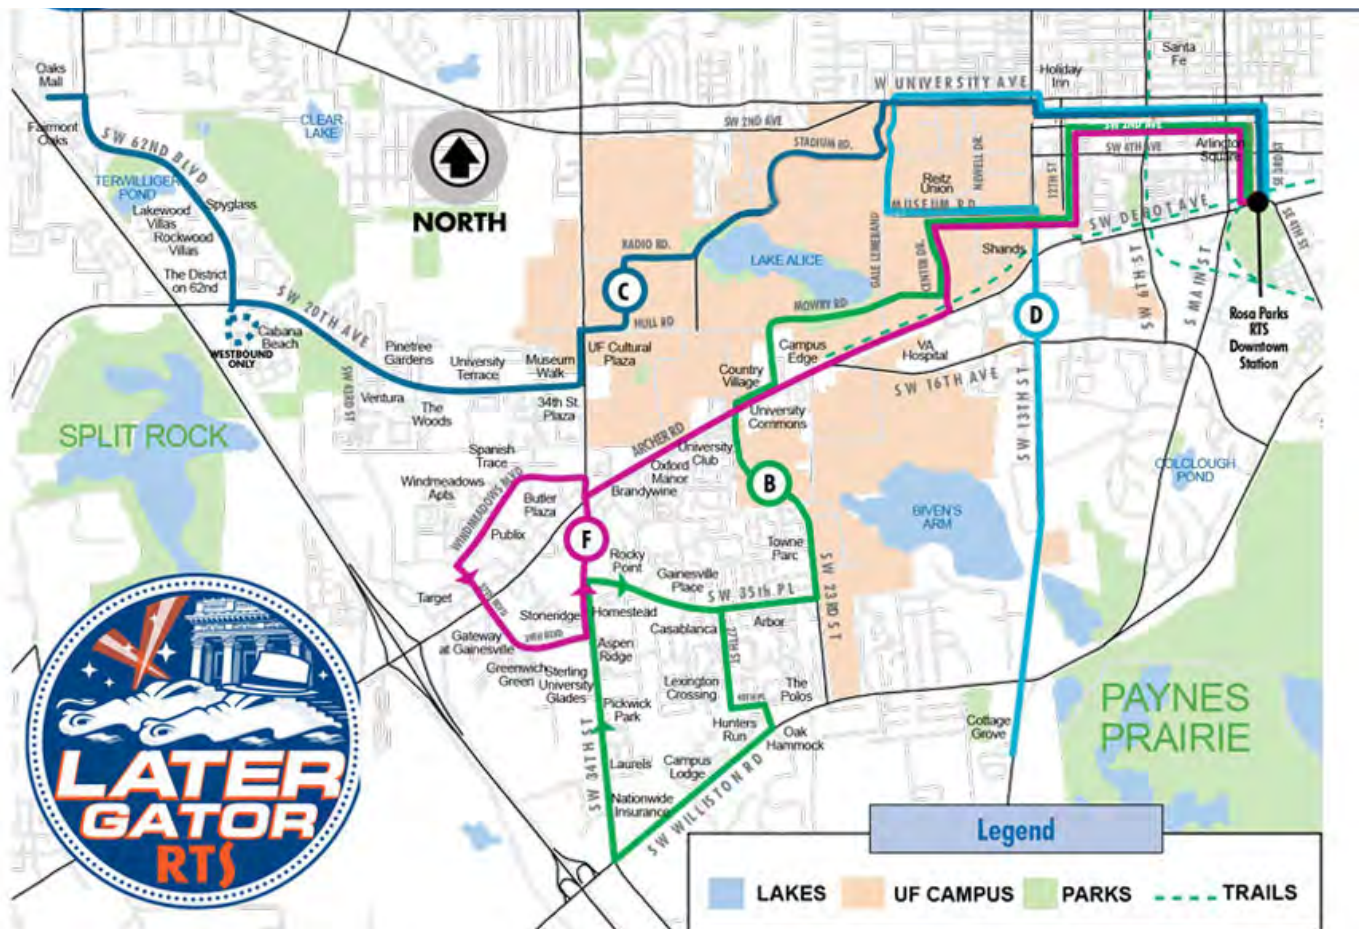 Oaks
Mall
Fairmont
Oaks
SW 62ND BLVD
CLEAR
LAKE
TERWILLIGER
POND
Lakewood
Villas
Spyglass
Rockwood
Villas
The District
on 62nd
Cabana
Beach
WESTBOUND
ONLY
SW 20TH AVE
NORTH
Pinetree
Gardens
University
Terrace
Museum
Walk
SW 43RD ST
Ventura
The
Woods
34th St.
Plaza
UF Cultural
Plaza
HULL RD
C
RADIO RD.
STADIUM RD.
SW 2ND AVE
W UNIVERSITY AVE
Holiday
Inn
Santa
Fe
SW 2ND AVE
SW 4TH AVE
Arlington
Square
SE 3RD ST
12TH ST
NEWELL DR.
Reitz
Union
MUSEUM RD
SW DEPOT AVE
SE 4TH ST
GALE LEMERAND
CENTER DR.
Shands
LAKE ALICE
MOWRY RD
D
SW 6TH ST
S MAIN ST
Rosa Parks
RTS
Downtown
Station
Campus
Edge
VA
Hospital
SW 16TH AVE
Country
Village
University
Commons
SW 13TH ST
SPLIT ROCK
Spanish
Trace
Windmeadows
Apts.
WINDMEADOWS BLVD
Butler
Plaza
Publix
ARCHER RD
University
Club
Oxford
Manor
Brandywine
B
BIVEN'S
ARM
COLCLOUGH
POND
F
Rocky
Point
Towne
Parc
Gainesville
Place
SW 35th PL
SW 23RD ST
Target
Stoneridge
Homestead
Casablanca
Arbor
Gateway
at Gainesville
Aspen
Ridge
27TH ST
Greenwich
Green
Sterling
University
Glades
Lexington
Crossing
The
Polos
Pickwick
Park
Hunters
Run
Oak
Hammock
Cottage
Grove
PAYNES
PRAIRIE
SW 34TH ST
Laurels
Campus
Lodge
Nationwide
Insurance
SW WILLISTON RD
LATER
GATOR
RTS
Legend
LAKES
UF CAMPUS
PARKS
TRAILS